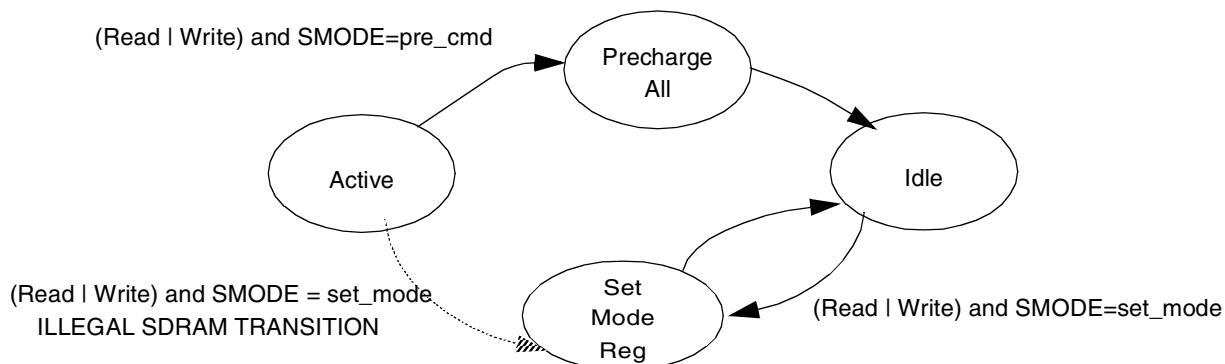 (Read | Write) and SMODE=pre_cmd
Precharge
All
Active
Idle
(Read | Write) and SMODE = set_mode
ILLEGAL SDRAM TRANSITION
Set
Mode
Reg
(Read | Write) and SMODE=set_mode